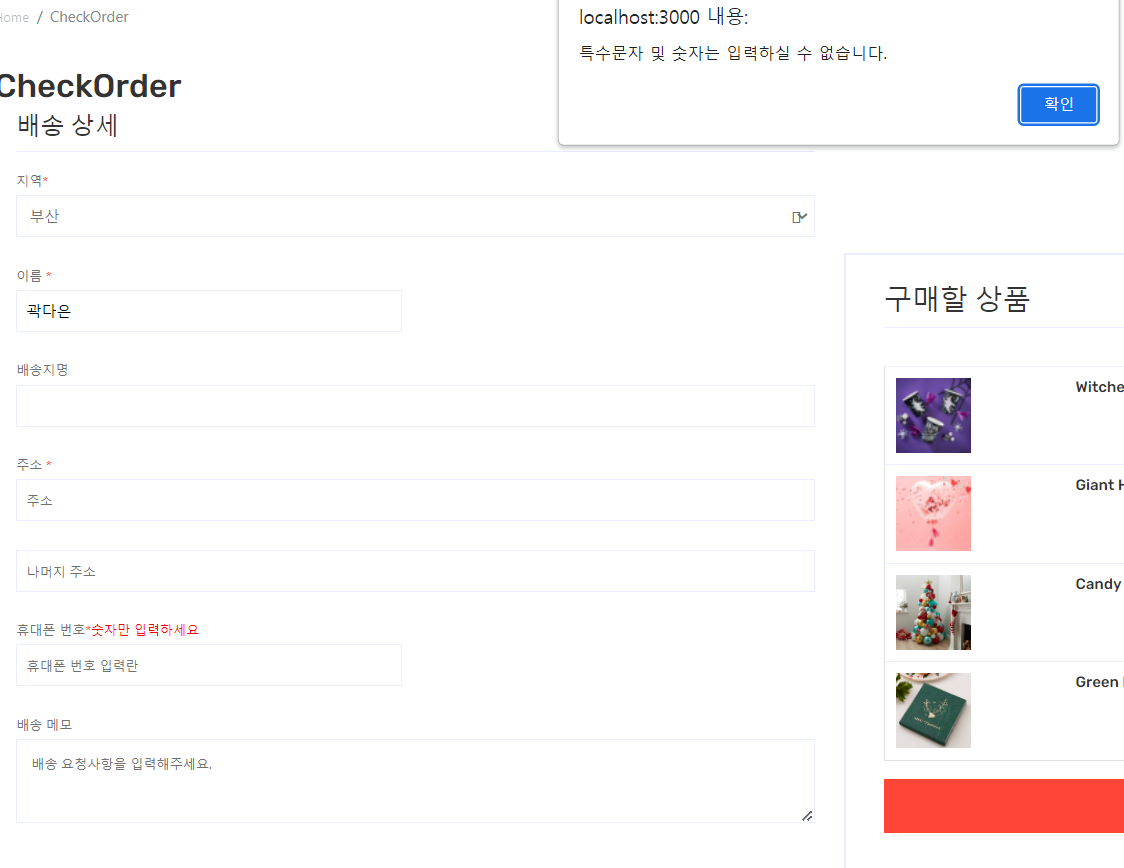 Home / CheckOrder
localhost:3000 내용:
특수문자 및 숫자는 입력하실 수 없습니다.
확인
CheckOrder
배송 상세
지역*
부산
이름 *
곽다은
배송지명
주소 *
주소
나머지 주소
휴대폰 번호*숫자만 입력하세요
휴대폰 번호 입력란
배송 메모
배송 요청사항을 입력해주세요.
구매할 상품
Witche
Giant H
Candy
Green